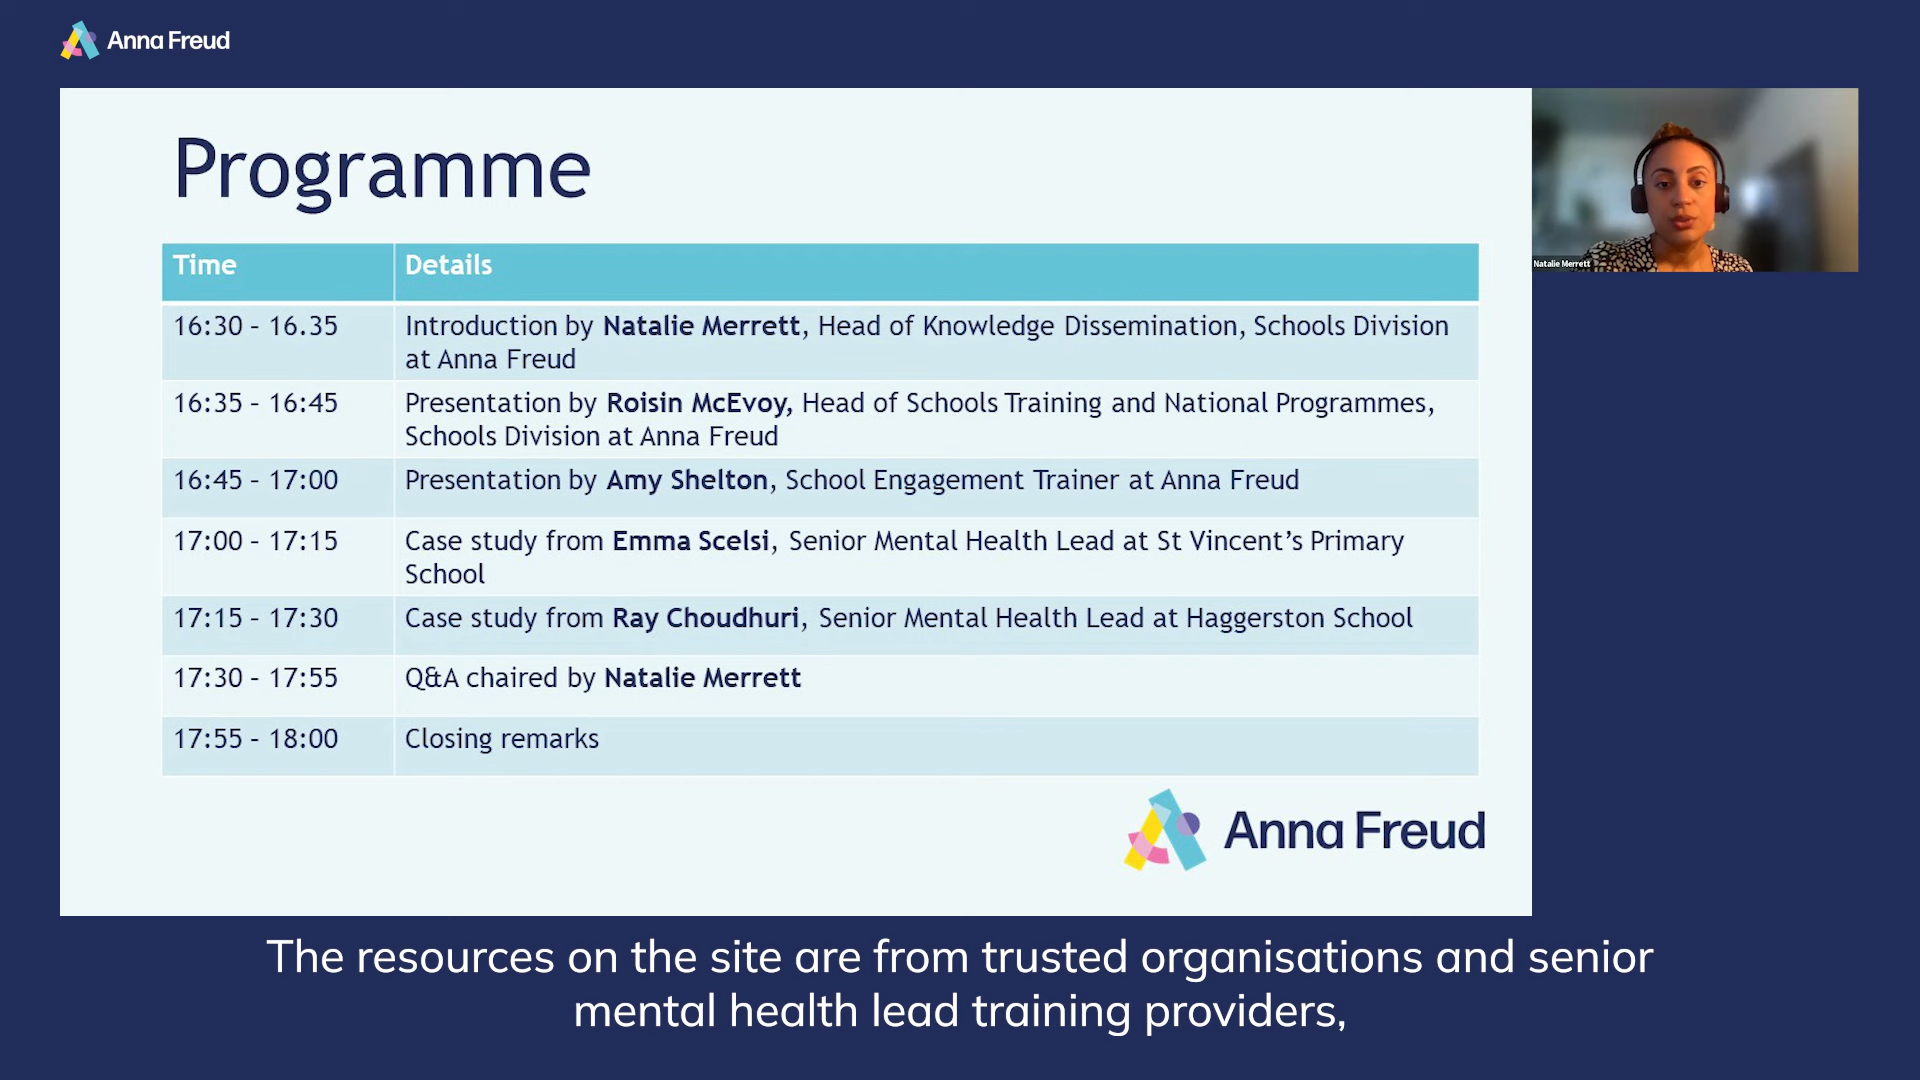 Anna Freud
Programme
Time Details
16:30 – 16.35 Introduction by Natalie Merrett, Head of Knowledge Dissemination, Schools Division
at Anna Freud
16:35 – 16:45 Presentation by Roisin McEvoy, Head of Schools Training and National Programmes,
Schools Division at Anna Freud
16:45 – 17:00 Presentation by Amy Shelton, School Engagement Trainer at Anna Freud
17:00 – 17:15 Case study from Emma Scelsi, Senior Mental Health Lead at St Vincent’s Primary
School
17:15 – 17:30 Case study from Ray Choudhuri, Senior Mental Health Lead at Haggerston School
17:30 – 17:55 Q&A chaired by Natalie Merrett
17:55 – 18:00 Closing remarks
Anna Freud
Natalie Merrett
The resources on the site are from trusted organisations and senior
mental health lead training providers,